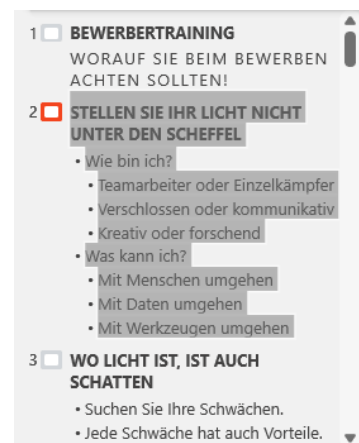 1 BEWERBERTRAINING
WORAUF SIE BEIM BEWERBEN
ACHTEN SOLLTEN!
2 STELLEN SIE IHR LICHT NICHT
UNTER DEN SCHEFFEL
• Wie bin ich?
• Teamarbeiter oder Einzelkämpfer
• Verschlossen oder kommunikativ
• Kreativ oder forschend
• Was kann ich?
• Mit Menschen umgehen
• Mit Daten umgehen
• Mit Werkzeugen umgehen
3 WO LICHT IST, IST AUCH
SCHATTEN
• Suchen Sie Ihre Schwächen.
• Jede Schwäche hat auch Vorteile.